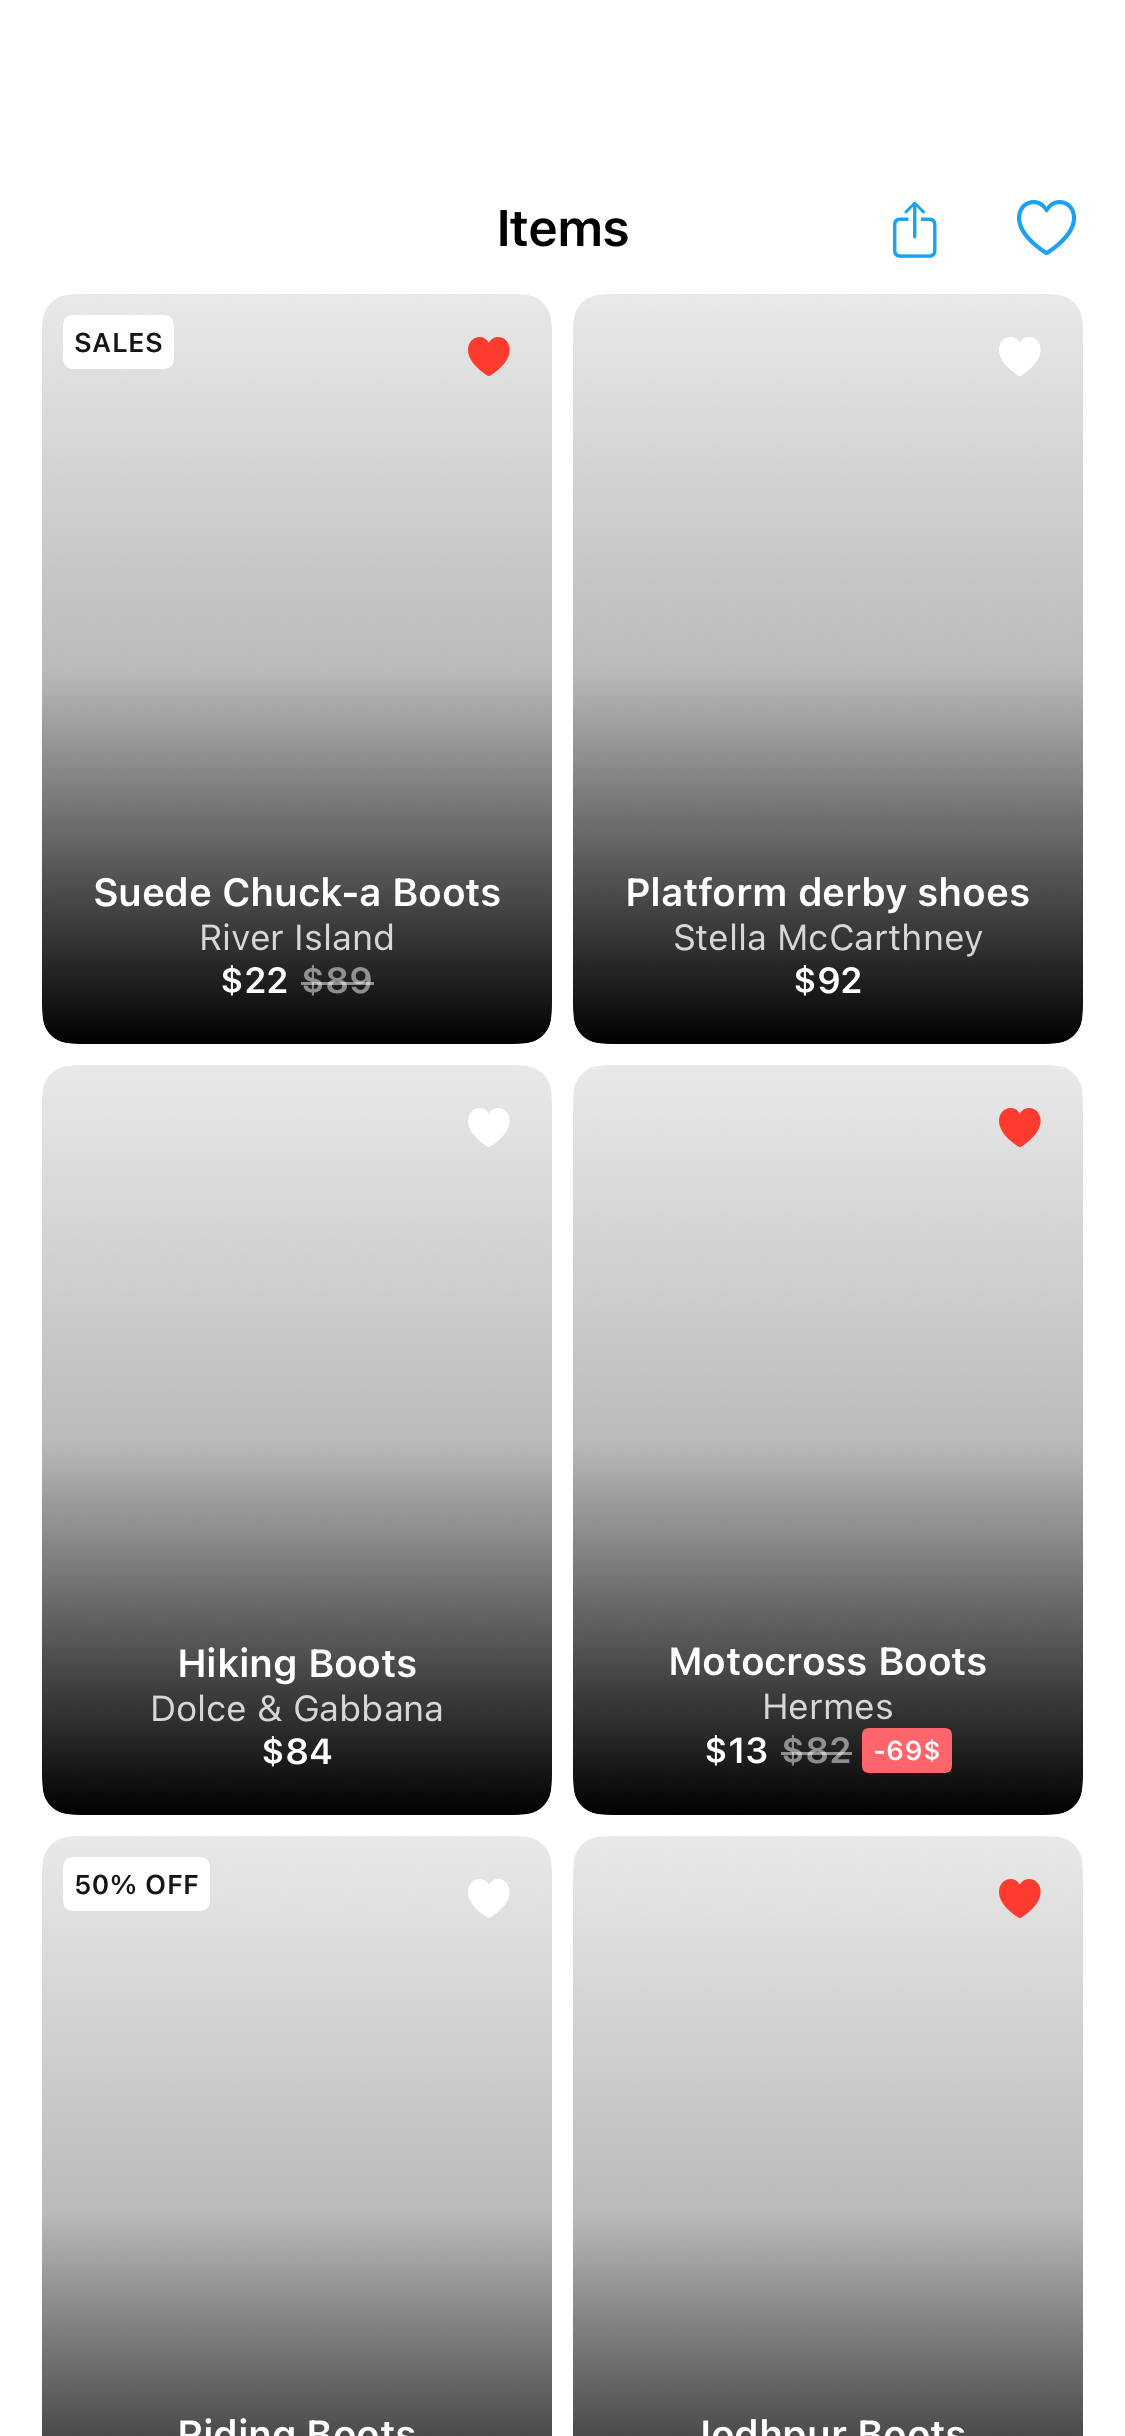 Items
SALES
Suede Chuck-a Boots
River Island
$22 $89
Platform derby shoes
Stella McCarthney
$92
Hiking Boots
Dolce & Gabbana
$84
Motocross Boots
Hermes
$13 $82 -69$
50% OFF
Riding Boots
Jodhpur Boots